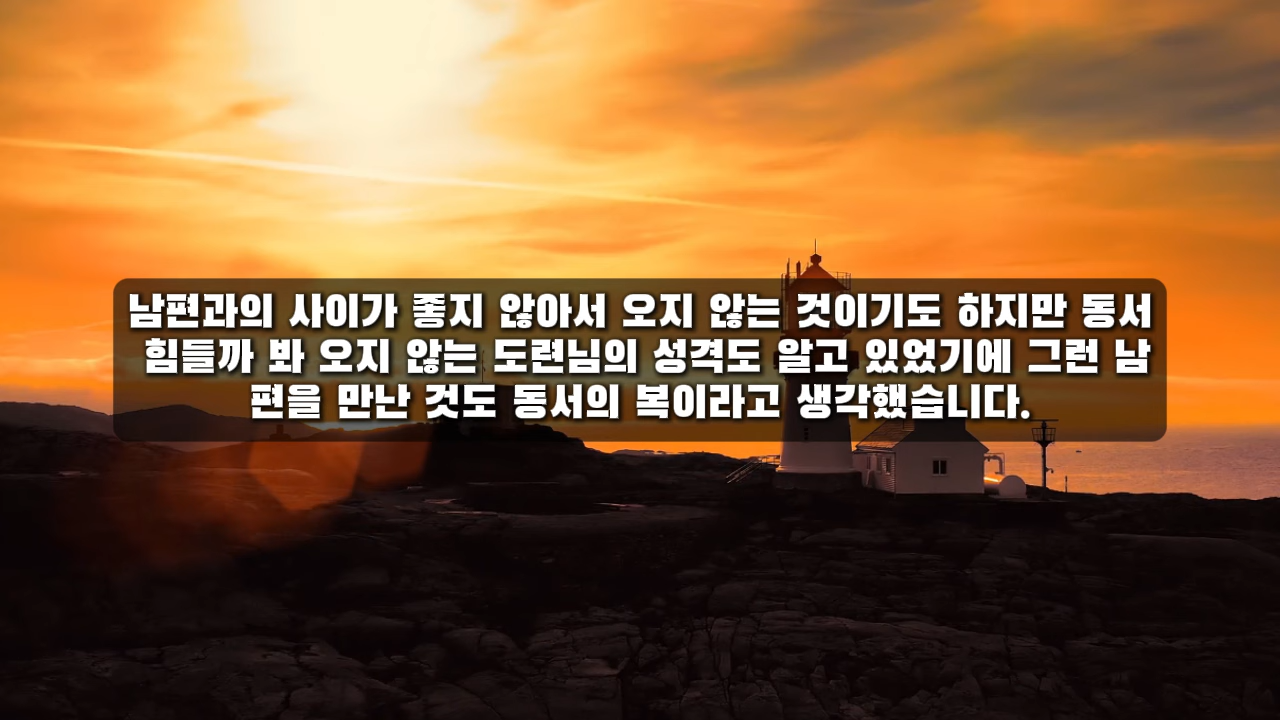 남편과의 사이가 좋지 않아서 오지 않는 것이기도 하지만 동서
힘들까 봐 오지 않는 도련님의 성격도 알고 있었기에 그런 남
편을 만난 것도 동서의 복이라고 생각했습니다.